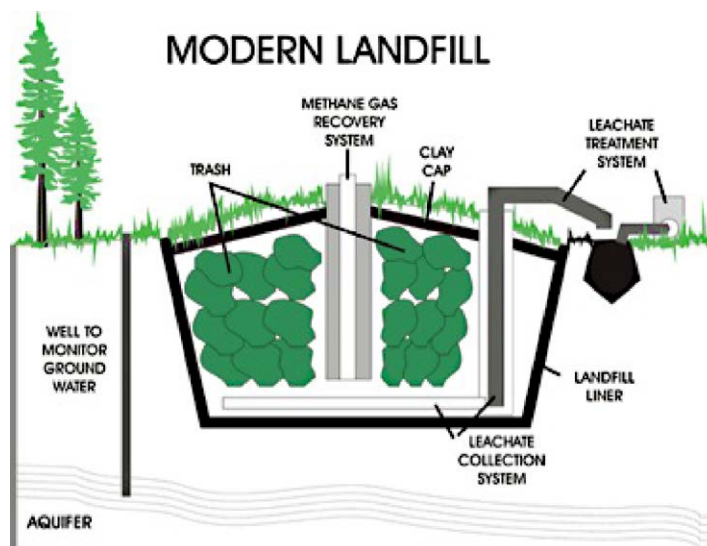 MODERN LANDFILL
METHANE GAS
RECOVERY
SYSTEM
LEACHATE
TREATMENT
SYSTEM
TRASH
CLAY
CAP
WELL TO
MONITOR
GROUND
WATER
LANDFILL
LINER
LEACHATE
COLLECTION
SYSTEM
AQUIFER